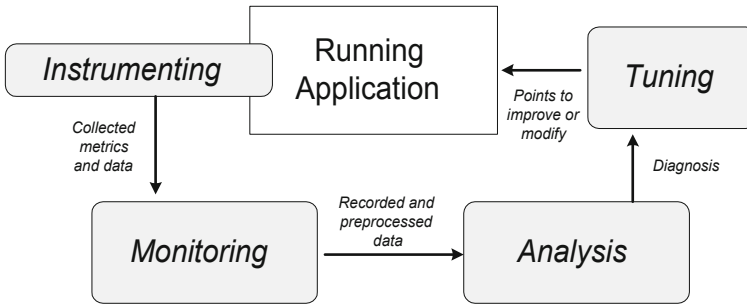 Instrumenting
Running
Application
Tuning
Collected
metrics
and data
Points to
improve or
modify
Diagnosis
Recorded and
preprocessed
data
Monitoring
Analysis